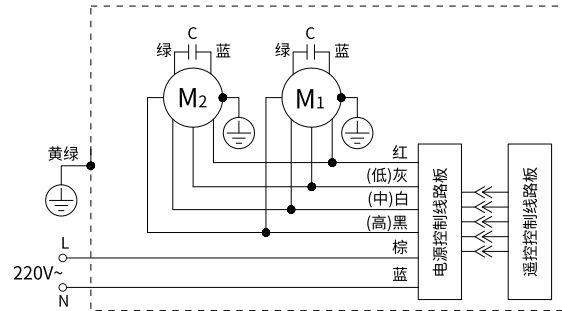 C
C
绿
蓝
绿
蓝
M2
M1
黄绿
红
(低)灰
(中)白
(高)黑
棕
蓝
L
220V~
N
电源控制线路板
遥控控制线路板